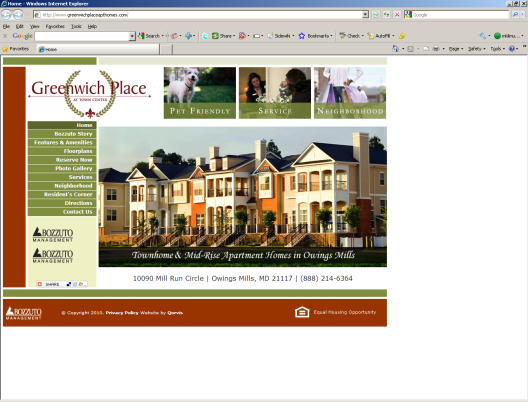 Home - Windows Internet Explorer
http://www.greenwichplaceapthomes.com/
Google
File Edit View Favorites Tools Help
Google Search Share Sidewiki Bookmarks Check AutoFill
Favorites Home
Page Safety Tools
Greenwich Place
AT TOWN CENTER
PET FRIENDLY SERVICE NEIGHBORHOOD
Home
Bozzuto Story
Features & Amenities
Floorplans
Reserve Now
Photo Gallery
Services
Neighborhood
Resident's Corner
Directions
Contact Us
BOZZUTO
MANAGEMENT
BOZZUTO
MANAGEMENT
SHARE
Townhome & Mid-Rise Apartment Homes in Owings Mills
10090 Mill Run Circle | Owings Mills, MD 21117 | (888) 214-6364
BOZZUTO
MANAGEMENT
© Copyright 2010. Privacy Policy Website by Qorvis
Equal Housing Opportunity